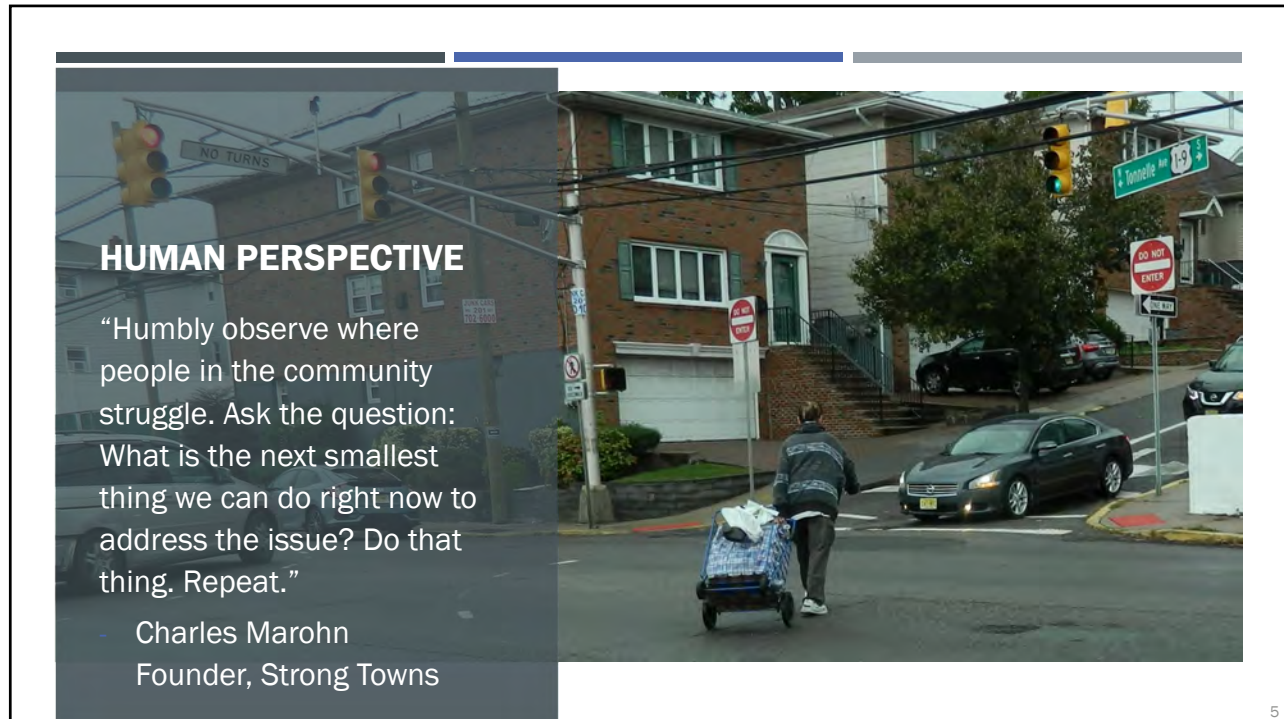 NO TURNS
N Tonnelle Ave 1-9 S
HUMAN PERSPECTIVE
“Humbly observe where
people in the community
struggle. Ask the question:
What is the next smallest
thing we can do right now to
address the issue? Do that
thing. Repeat.”
- Charles Marohn
Founder, Strong Towns
DO NOT
ENTER
ONE WAY
DO NOT
ENTER
5